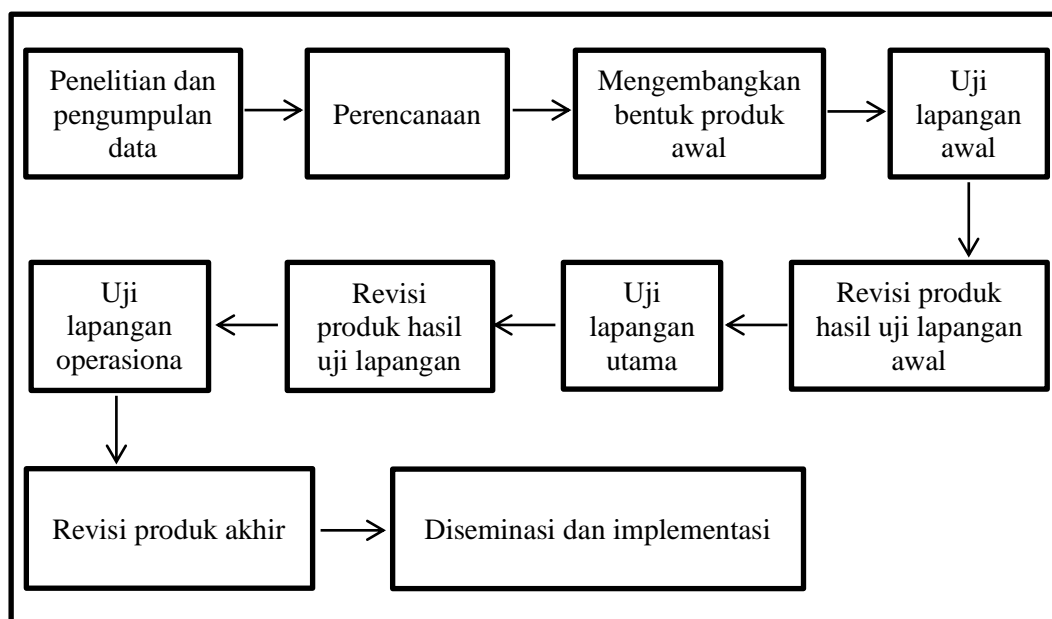 Penelitian dan
pengumpulan
data
Perencanaan
Mengembangkan
bentuk produk
awal
Uji
lapangan
awal
Revisi produk
hasil uji lapangan
awal
Uji
lapangan
utama
Revisi
produk hasil
uji lapangan
Uji
lapangan
operasiona
Revisi produk akhir
Diseminasi dan implementasi